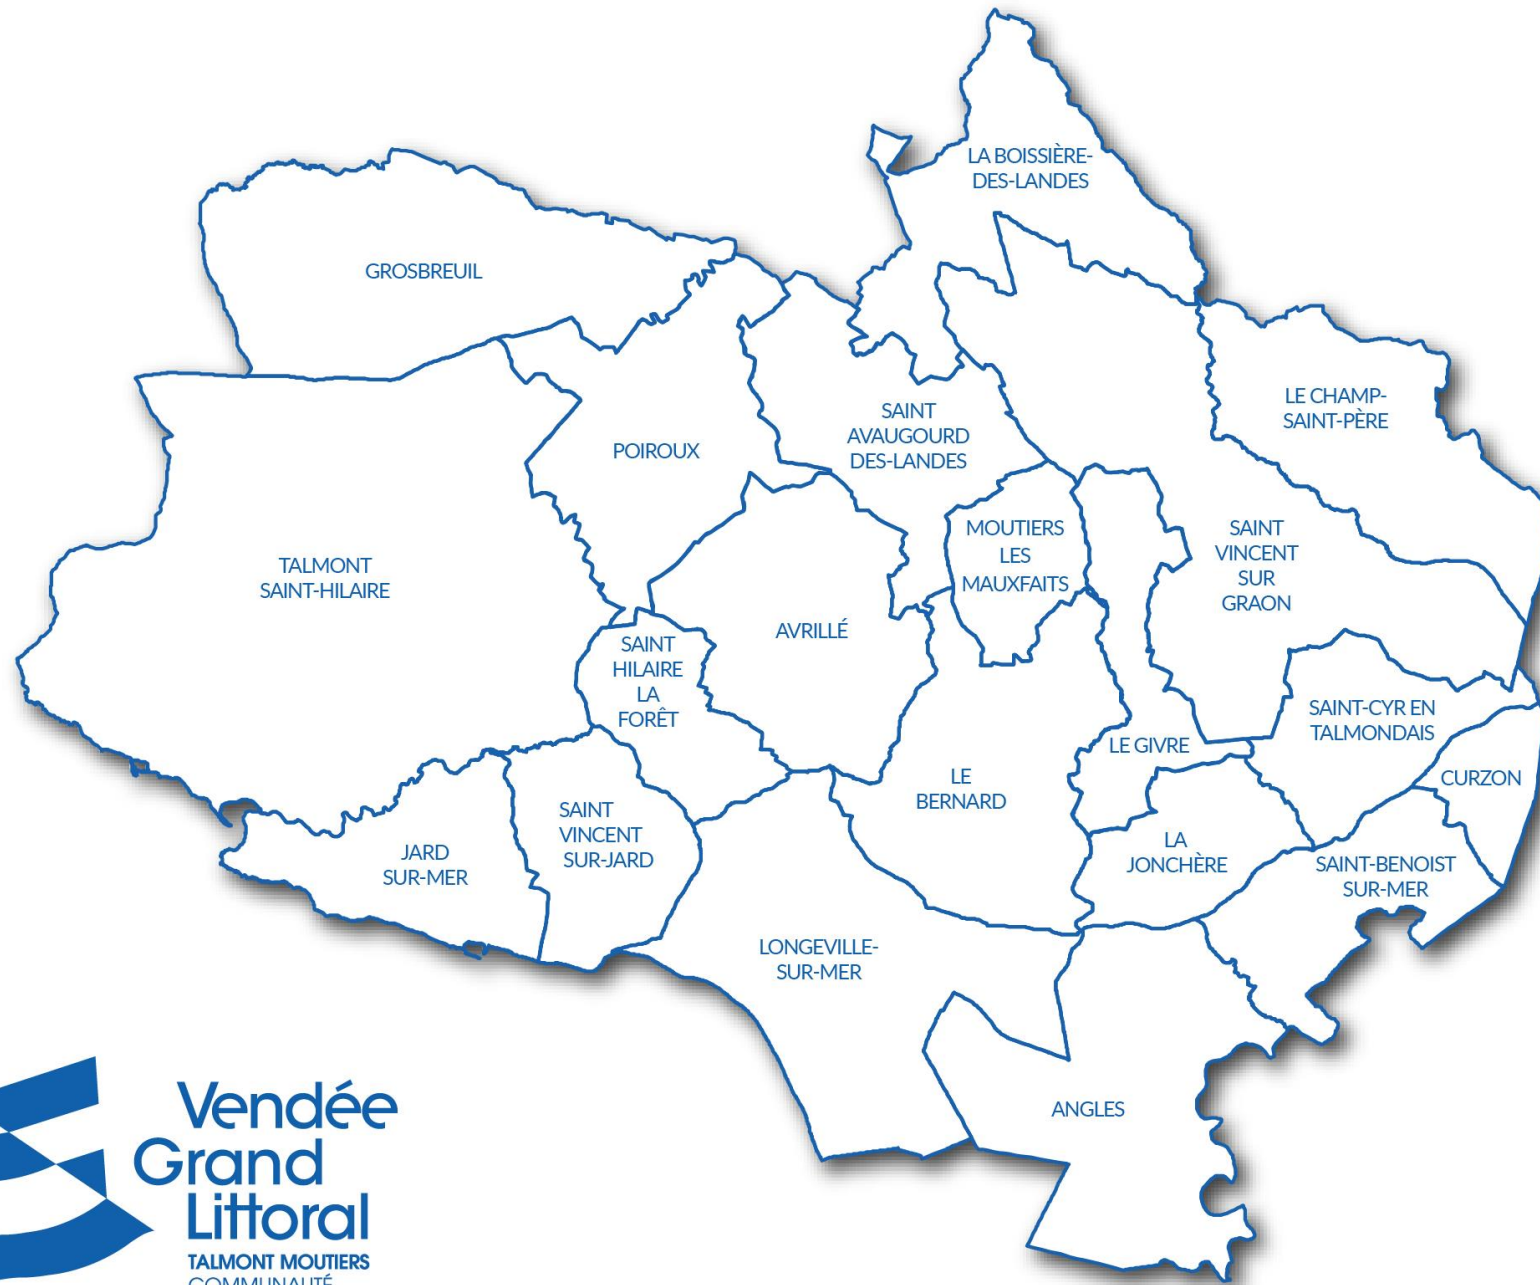 LA BOISSIÈRE-
DES-LANDES
GROSBREUIL
LE CHAMP-
SAINT-PÈRE
SAINT
AVAUGOURD
DES-LANDES
POIROUX
MOUTIERS
LES
MAUXFAITS
SAINT
VINCENT
SUR
GRAON
TALMONT
SAINT-HILAIRE
AVRILLÉ
SAINT
HILAIRE
LA
FORÊT
SAINT-CYR EN
TALMONDAIS
LE GIVRE
CURZON
LE
BERNARD
SAINT
VINCENT
SUR-JARD
JARD
SUR-MER
LA
JONCHÈRE
SAINT-BENOIST
SUR-MER
LONGEVILLE-
SUR-MER
ANGLES
Vendée
Grand
Littoral
TALMONT MOUTIERS
COMMUNAUTÉ